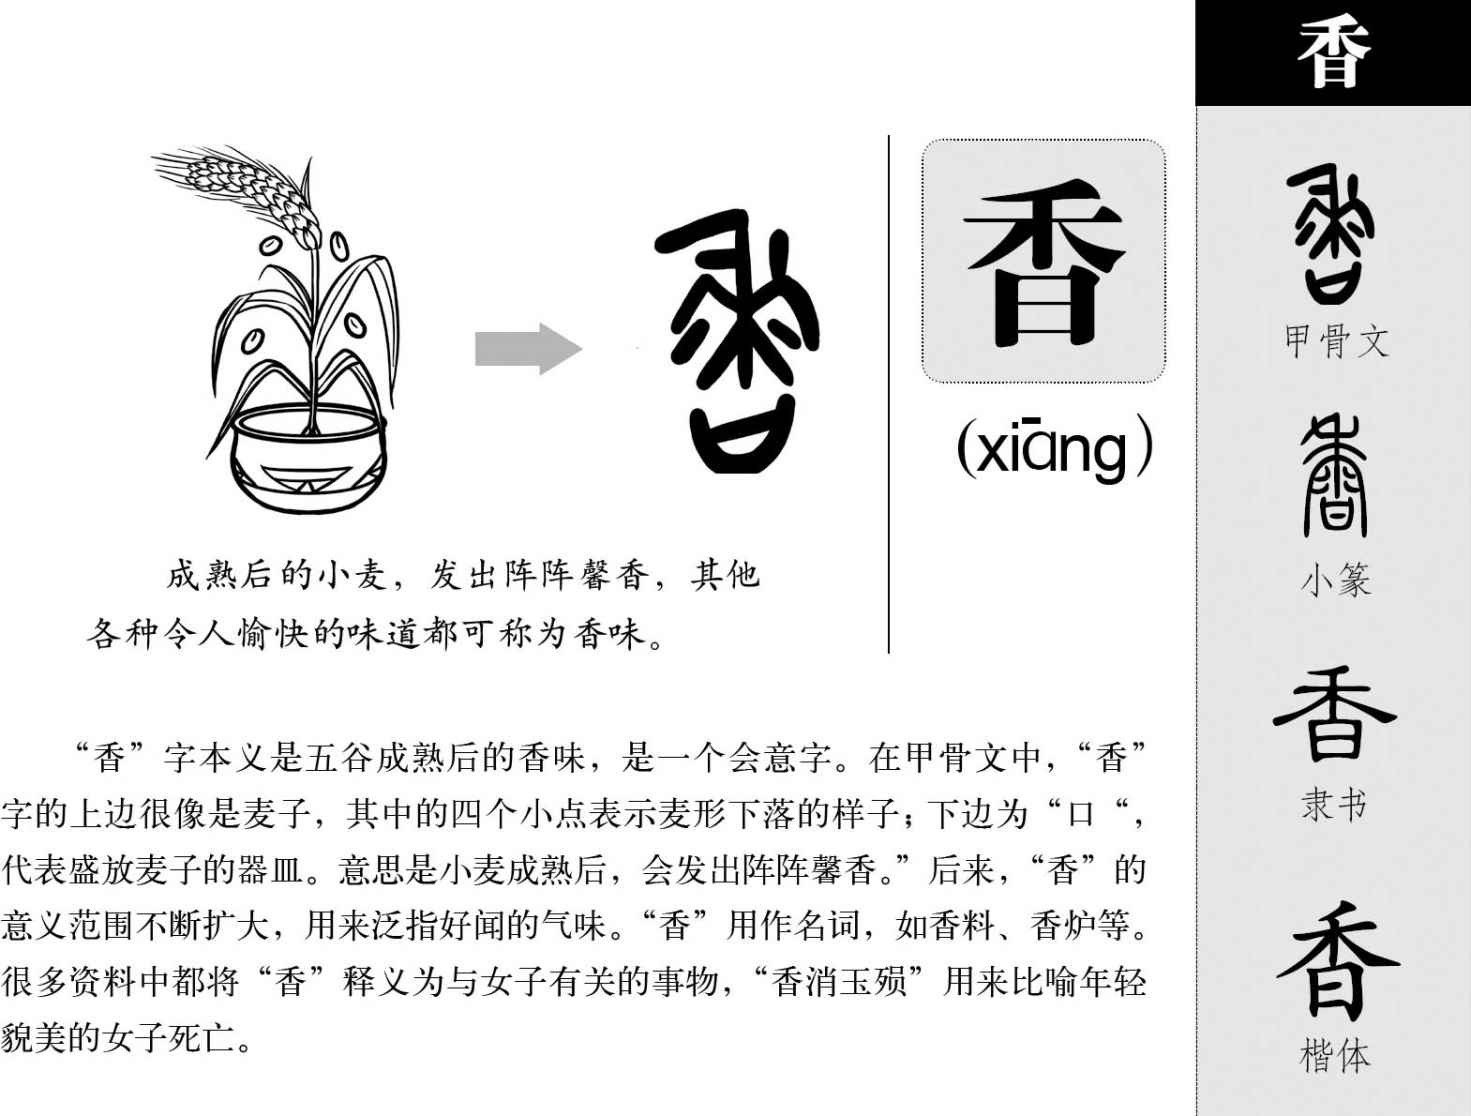 香
香
(xiāng)
成熟后的小麦，发出阵阵馨香，其他
各种令人愉快的味道都可称为香味。
“香”字本义是五谷成熟后的香味，是一个会意字。在甲骨文中，“香”
字的上边很像是麦子，其中的四个小点表示麦形下落的样子；下边为“口“，
代表盛放麦子的器皿。意思是小麦成熟后，会发出阵阵馨香。”后来，“香”的
意义范围不断扩大，用来泛指好闻的气味。“香”用作名词，如香料、香炉等。
很多资料中都将“香”释义为与女子有关的事物，“香消玉殒”用来比喻年轻
貌美的女子死亡。
甲骨文
小篆
香
隶书
香
楷体